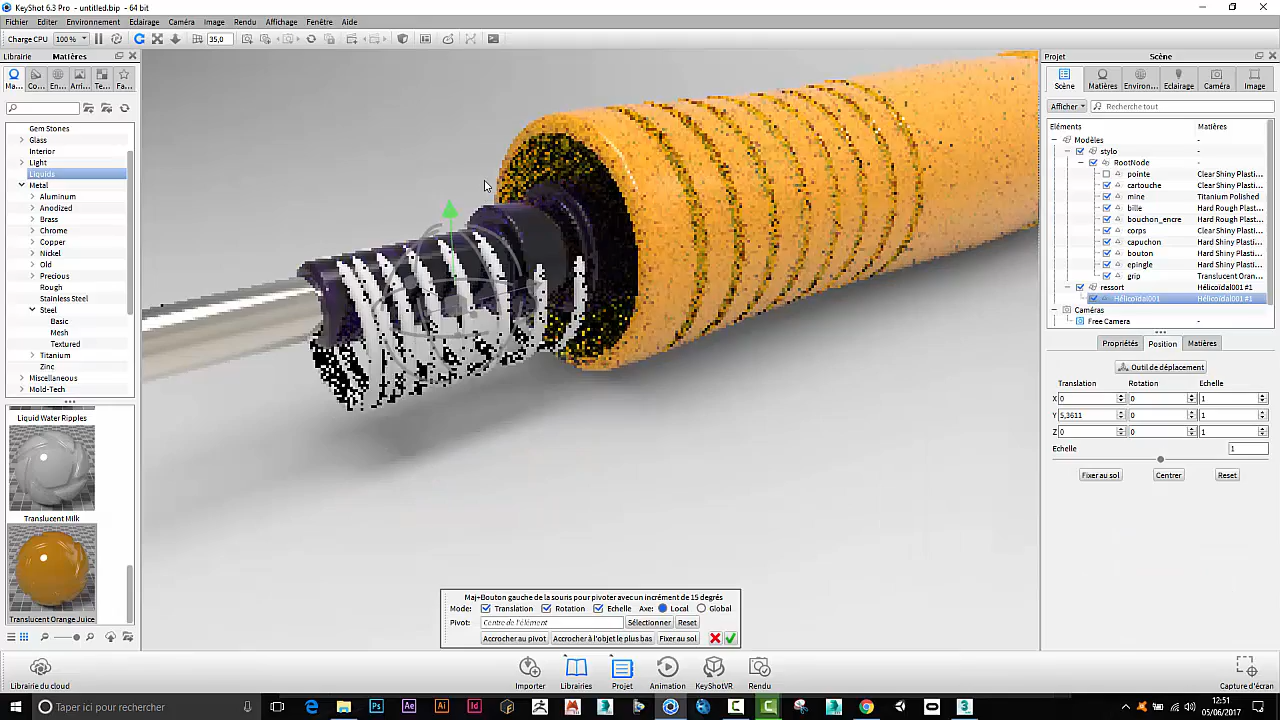 KeyShot 6.3 Pro - untitled.bip - 64 bit
Fichier Editer Environnement Eclairage Caméra Image Rendu Affichage Fenêtre Aide
Charge CPU 100 % 35,0
Librairie Matières
Ma... Co... En... Arri... Te... Fa...
Gem Stones
Glass
Interior
Light
Liquids
Metal
Aluminum
Anodized
Brass
Chrome
Copper
Nickel
Old
Precious
Rough
Stainless Steel
Steel
Basic
Mesh
Textured
Titanium
Zinc
Miscellaneous
Mold-Tech
Liquid Water Ripples
Translucent Milk
Translucent Orange Juice
Maj+Bouton gauche de la souris pour pivoter avec un incrément de 15 degrés
Mode: Translation Rotation Echelle Axe: Local Global
Pivot: Centre de l'élément Sélectionner Reset
Accrocher au pivot Accrocher à l'objet le plus bas Fixer au sol
Projet Scène
Scène Matières Environ... Eclairage Caméra Image
Afficher Recherche tout
Eléments Matières
Modèles -
stylo -
RootNode -
pointe Clear Shiny Plasti...
cartouche Clear Shiny Plasti...
mine Titanium Polished
bille Hard Rough Plasti...
bouchon_encre Hard Rough Plasti...
corps Clear Shiny Plasti...
capuchon Hard Shiny Plasti...
bouton Hard Shiny Plasti...
epingle Hard Shiny Plasti...
grip Translucent Oran...
ressort Hélicoïdal001 #1
Hélicoïdal001 Hélicoïdal001 #1
Caméras -
Free Camera -
Propriétés Position Matières
Outil de déplacement
Translation Rotation Echelle
X 0 0 1
Y 5,3611 0 1
Z 0 0 1
Echelle 1
Fixer au sol Centrer Reset
Librairie du cloud Importer Librairies Projet Animation KeyShotVR Rendu Capture d'écran
Taper ici pour rechercher
12:51
05/06/2017